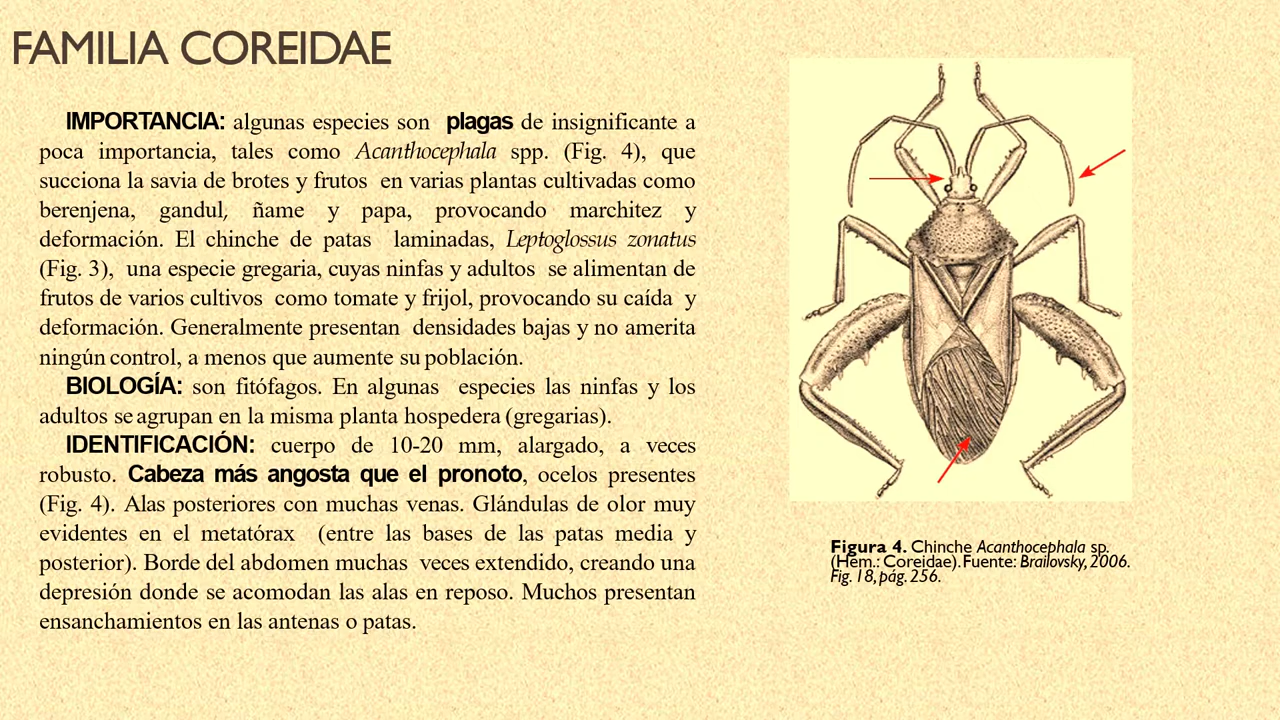 FAMILIA COREIDAE
IMPORTANCIA: algunas especies son plagas de insignificante a
poca importancia, tales como Acanthocephala spp. (Fig. 4), que
succiona la savia de brotes y frutos en varias plantas cultivadas como
berenjena, gandul, ñame y papa, provocando marchitez y
deformación. El chinche de patas laminadas, Leptoglossus zonatus
(Fig. 3), una especie gregaria, cuyas ninfas y adultos se alimentan de
frutos de varios cultivos como tomate y frijol, provocando su caída y
deformación. Generalmente presentan densidades bajas y no amerita
ningún control, a menos que aumente su población.
BIOLOGÍA: son fitófagos. En algunas especies las ninfas y los
adultos se agrupan en la misma planta hospedera (gregarias).
IDENTIFICACIÓN: cuerpo de 10-20 mm, alargado, a veces
robusto. Cabeza más angosta que el pronoto, ocelos presentes
(Fig. 4). Alas posteriores con muchas venas. Glándulas de olor muy
evidentes en el metatórax (entre las bases de las patas media y
posterior). Borde del abdomen muchas veces extendido, creando una
depresión donde se acomodan las alas en reposo. Muchos presentan
ensanchamientos en las antenas o patas.
Figura 4. Chinche Acanthocephala sp.
(Hem.: Coreidae). Fuente: Brailovsky, 2006.
Fig. 18, pág. 256.